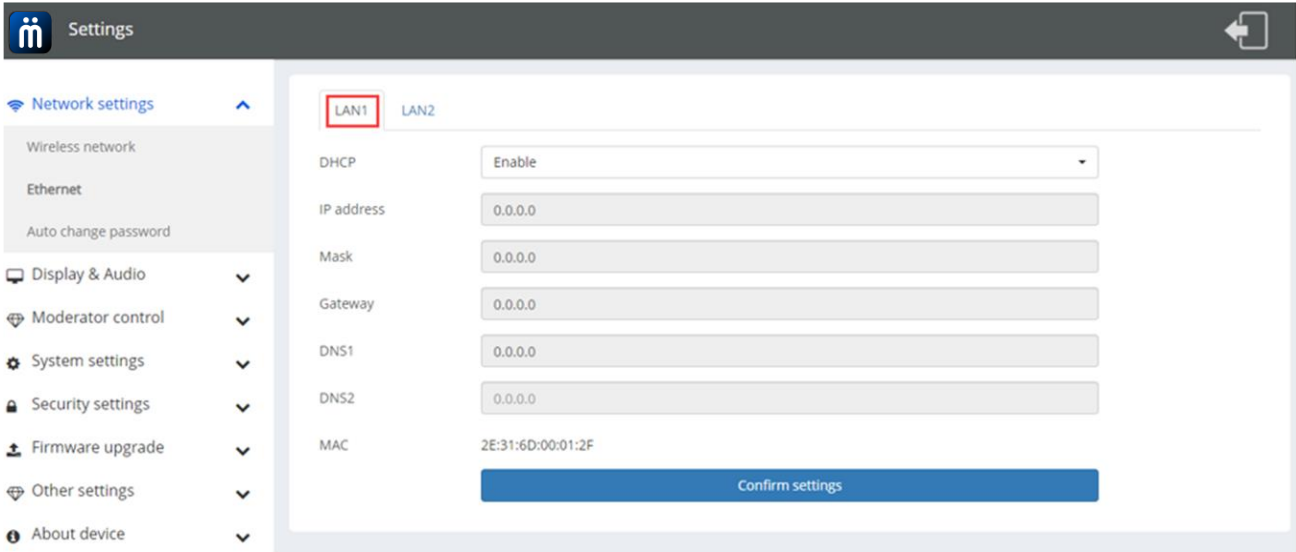 m̈ Settings
Network settings
Wireless network
Ethernet
Auto change password
Display & Audio
Moderator control
System settings
Security settings
Firmware upgrade
Other settings
About device
LAN1 LAN2
DHCP Enable
IP address 0.0.0.0
Mask 0.0.0.0
Gateway 0.0.0.0
DNS1 0.0.0.0
DNS2 0.0.0.0
MAC 2E:31:6D:00:01:2F
Confirm settings